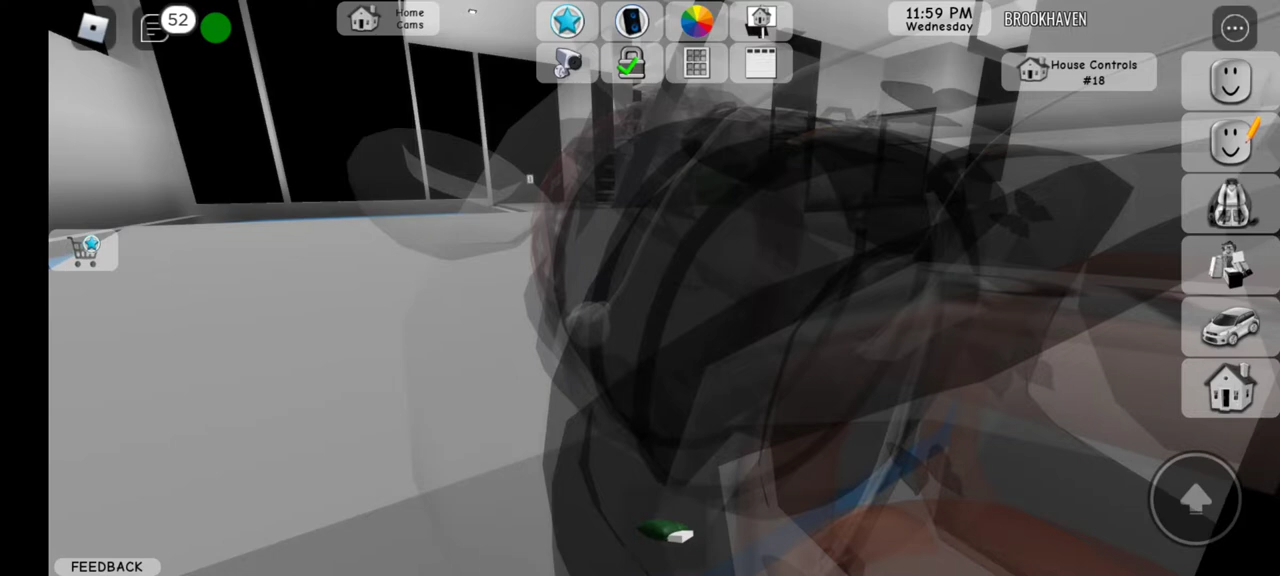 52
Home
Cams
11:59 PM
Wednesday
BROOKHAVEN
House Controls
#18
FEEDBACK